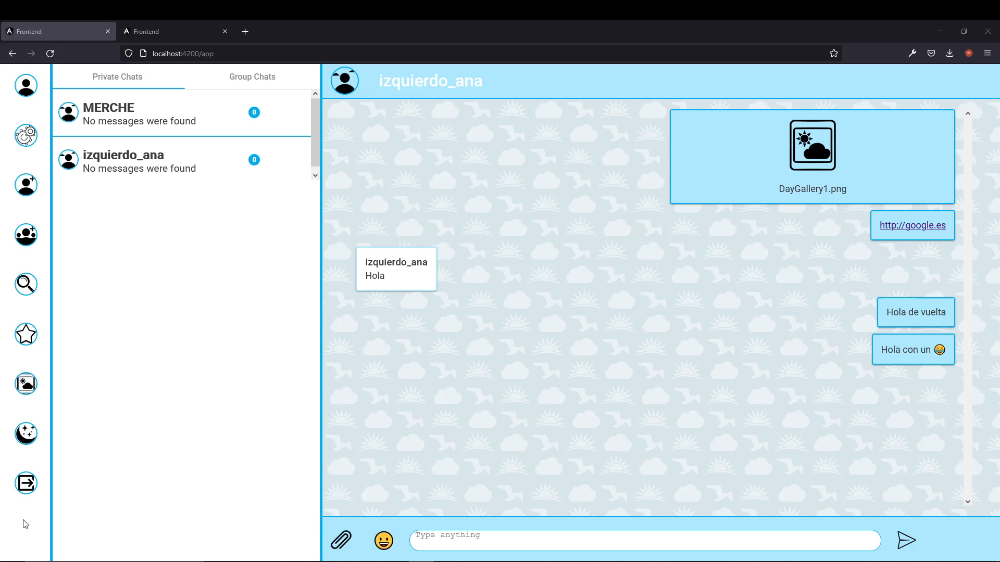 Frontend
Frontend
localhost:4200/app
Private Chats
Group Chats
MERCHE
No messages were found
0
izquierdo_ana
No messages were found
0
izquierdo_ana
DayGallery1.png
http://google.es
izquierdo_ana
Hola
Hola de vuelta
Hola con un 😂
Type anything